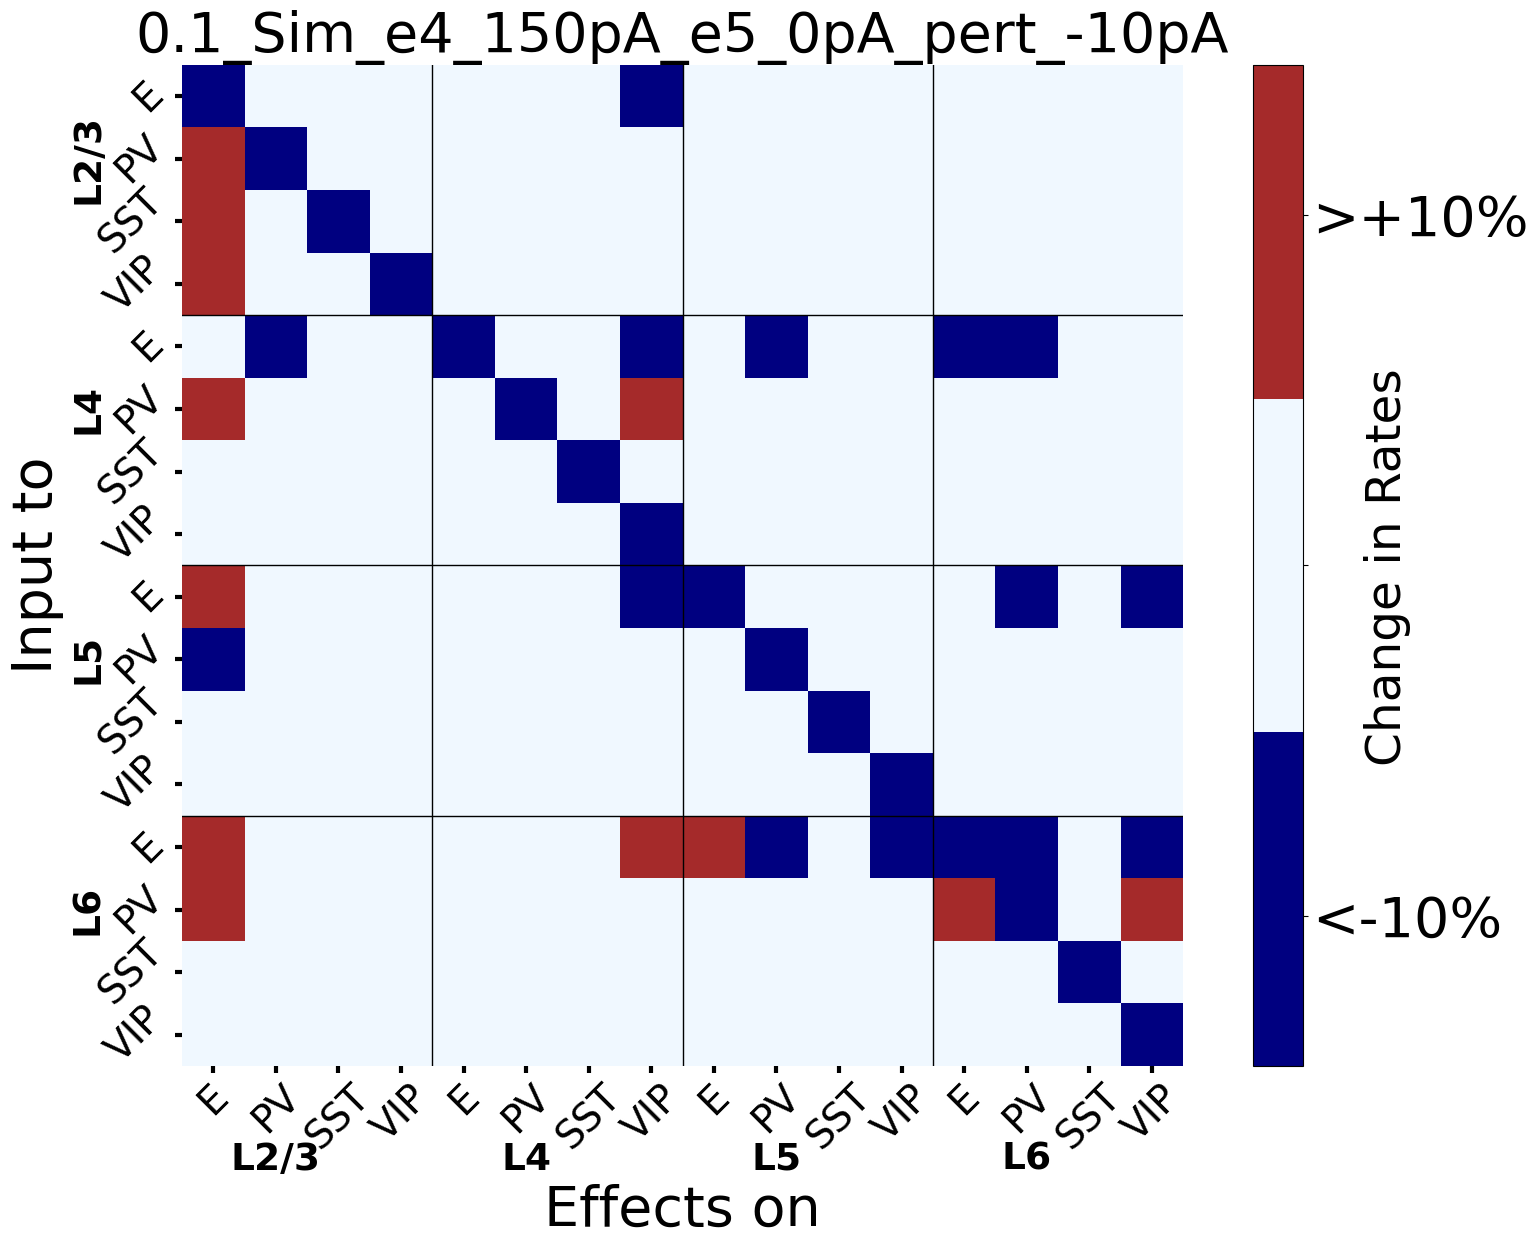 0.1_Sim_e4_150pA_e5_0pA_pert_-10pA
Input to
L2/3
E
PV
SST
VIP
L4
E
PV
SST
VIP
L5
E
PV
SST
VIP
L6
E
PV
SST
VIP
E PV SST VIP E PV SST VIP E PV SST VIP E PV SST VIP
L2/3 L4 L5 L6
Effects on
>+10%
<-10%
Change in Rates